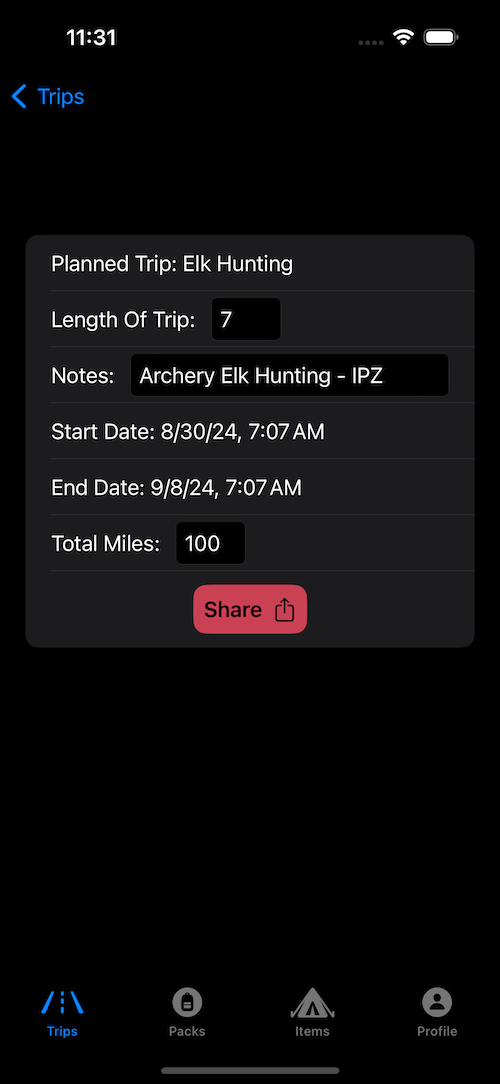 11:31
Trips
Planned Trip: Elk Hunting
Length Of Trip: 7
Notes: Archery Elk Hunting - IPZ
Start Date: 8/30/24, 7:07 AM
End Date: 9/8/24, 7:07 AM
Total Miles: 100
Share
Trips Packs Items Profile